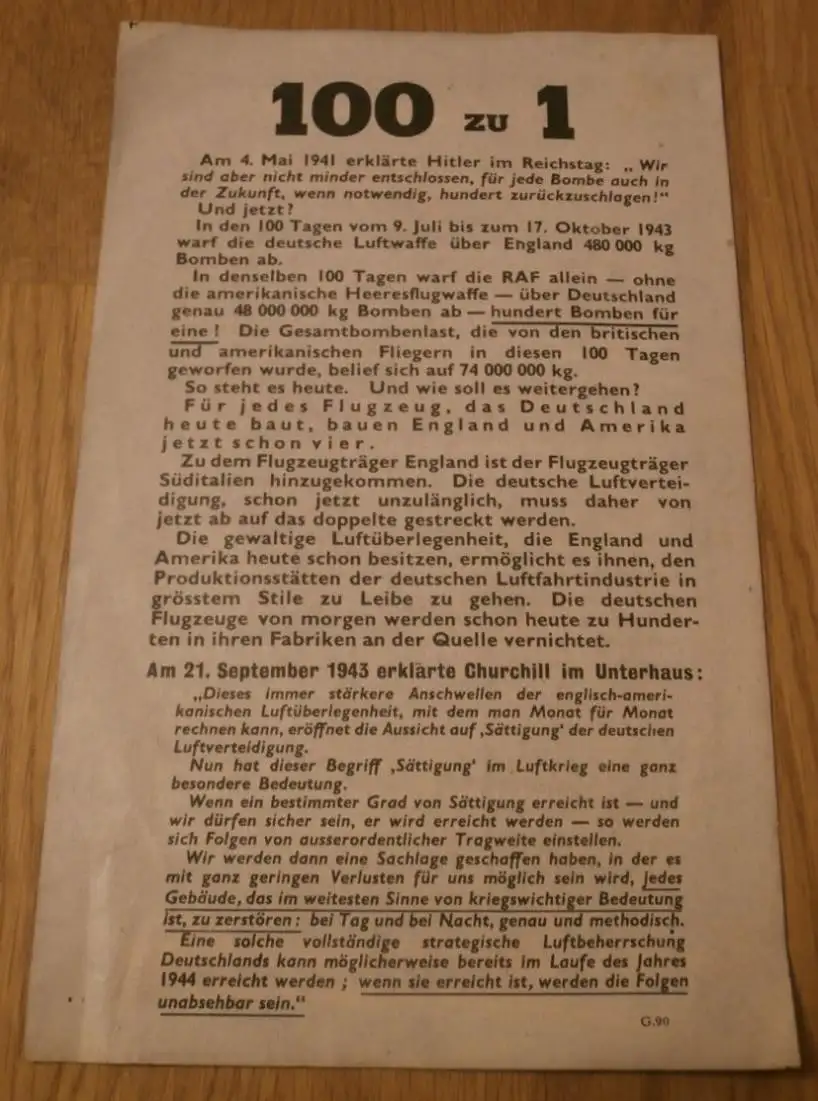 100 zu 1
Am 4. Mai 1941 erklärte Hitler im Reichstag: „Wir
sind aber nicht minder entschlossen, für jede Bombe auch in
der Zukunft, wenn notwendig, hundert zurückzuschlagen!“
Und jetzt?
In den 100 Tagen vom 9. Juli bis zum 17. Oktober 1943
warf die deutsche Luftwaffe über England 480 000 kg
Bomben ab.
In denselben 100 Tagen warf die RAF allein — ohne
die amerikanische Heeresflugwaffe — über Deutschland
genau 48 000 000 kg Bomben ab — hundert Bomben für
eine! Die Gesamtbombenlast, die von den britischen
und amerikanischen Fliegern in diesen 100 Tagen
geworfen wurde, belief sich auf 74 000 000 kg.
So steht es heute. Und wie soll es weitergehen?
Für jedes Flugzeug, das Deutschland
heute baut, bauen England und Amerika
jetzt schon vier.
Zu dem Flugzeugträger England ist der Flugzeugträger
Süditalien hinzugekommen. Die deutsche Luftvertei-
digung, schon jetzt unzulänglich, muss daher von
jetzt ab auf das doppelte gestreckt werden.
Die gewaltige Luftüberlegenheit, die England und
Amerika heute schon besitzen, ermöglicht es ihnen, den
Produktionsstätten der deutschen Luftfahrtindustrie in
grösstem Stile zu Leibe zu gehen. Die deutschen
Flugzeuge von morgen werden schon heute zu Hunder-
ten in ihren Fabriken an der Quelle vernichtet.
Am 21. September 1943 erklärte Churchill im Unterhaus:
„Dieses immer stärkere Anschwellen der englisch-ameri-
kanischen Luftüberlegenheit, mit dem man Monat für Monat
rechnen kann, eröffnet die Aussicht auf ‚Sättigung‘ der deutschen
Luftverteidigung.
Nun hat dieser Begriff ‚Sättigung‘ im Luftkrieg eine ganz
besondere Bedeutung.
Wenn ein bestimmter Grad von Sättigung erreicht ist — und
wir dürfen sicher sein, er wird erreicht werden — so werden
sich Folgen von ausserordentlicher Tragweite einstellen.
Wir werden dann eine Sachlage geschaffen haben, in der es
mit ganz geringen Verlusten für uns möglich sein wird, jedes
Gebäude, das im weitesten Sinne von kriegswichtiger Bedeutung
ist, zu zerstören: bei Tag und bei Nacht, genau und methodisch.
Eine solche vollständige strategische Luftbeherrschung
Deutschlands kann möglicherweise bereits im Laufe des Jahres
1944 erreicht werden; wenn sie erreicht ist, werden die Folgen
unabsehbar sein.“
G.90